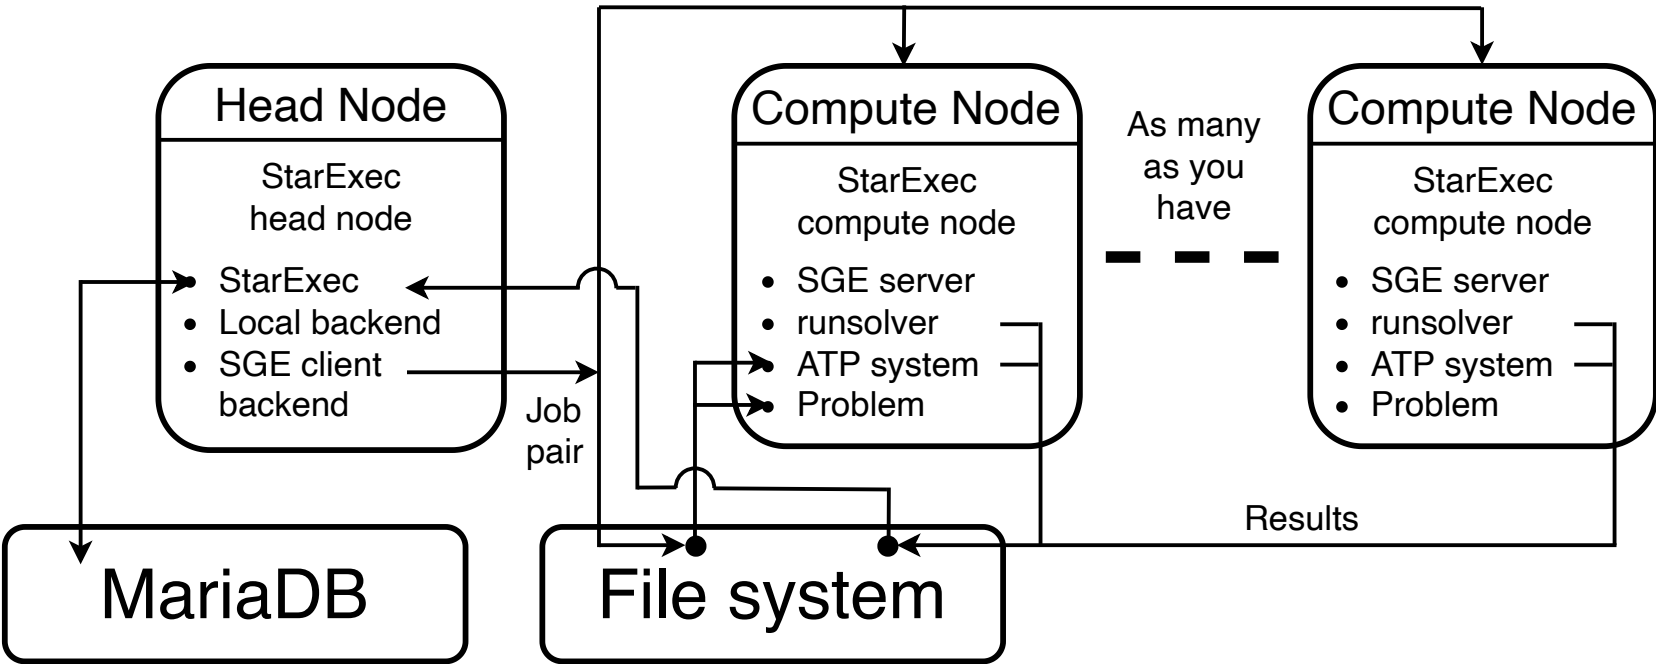 Head Node
StarExec
head node
• StarExec
• Local backend
• SGE client
backend
Job
pair
Compute Node
StarExec
compute node
• SGE server
• runsolver
• ATP system
• Problem
As many
as you
have
Compute Node
StarExec
compute node
• SGE server
• runsolver
• ATP system
• Problem
Results
MariaDB
File system